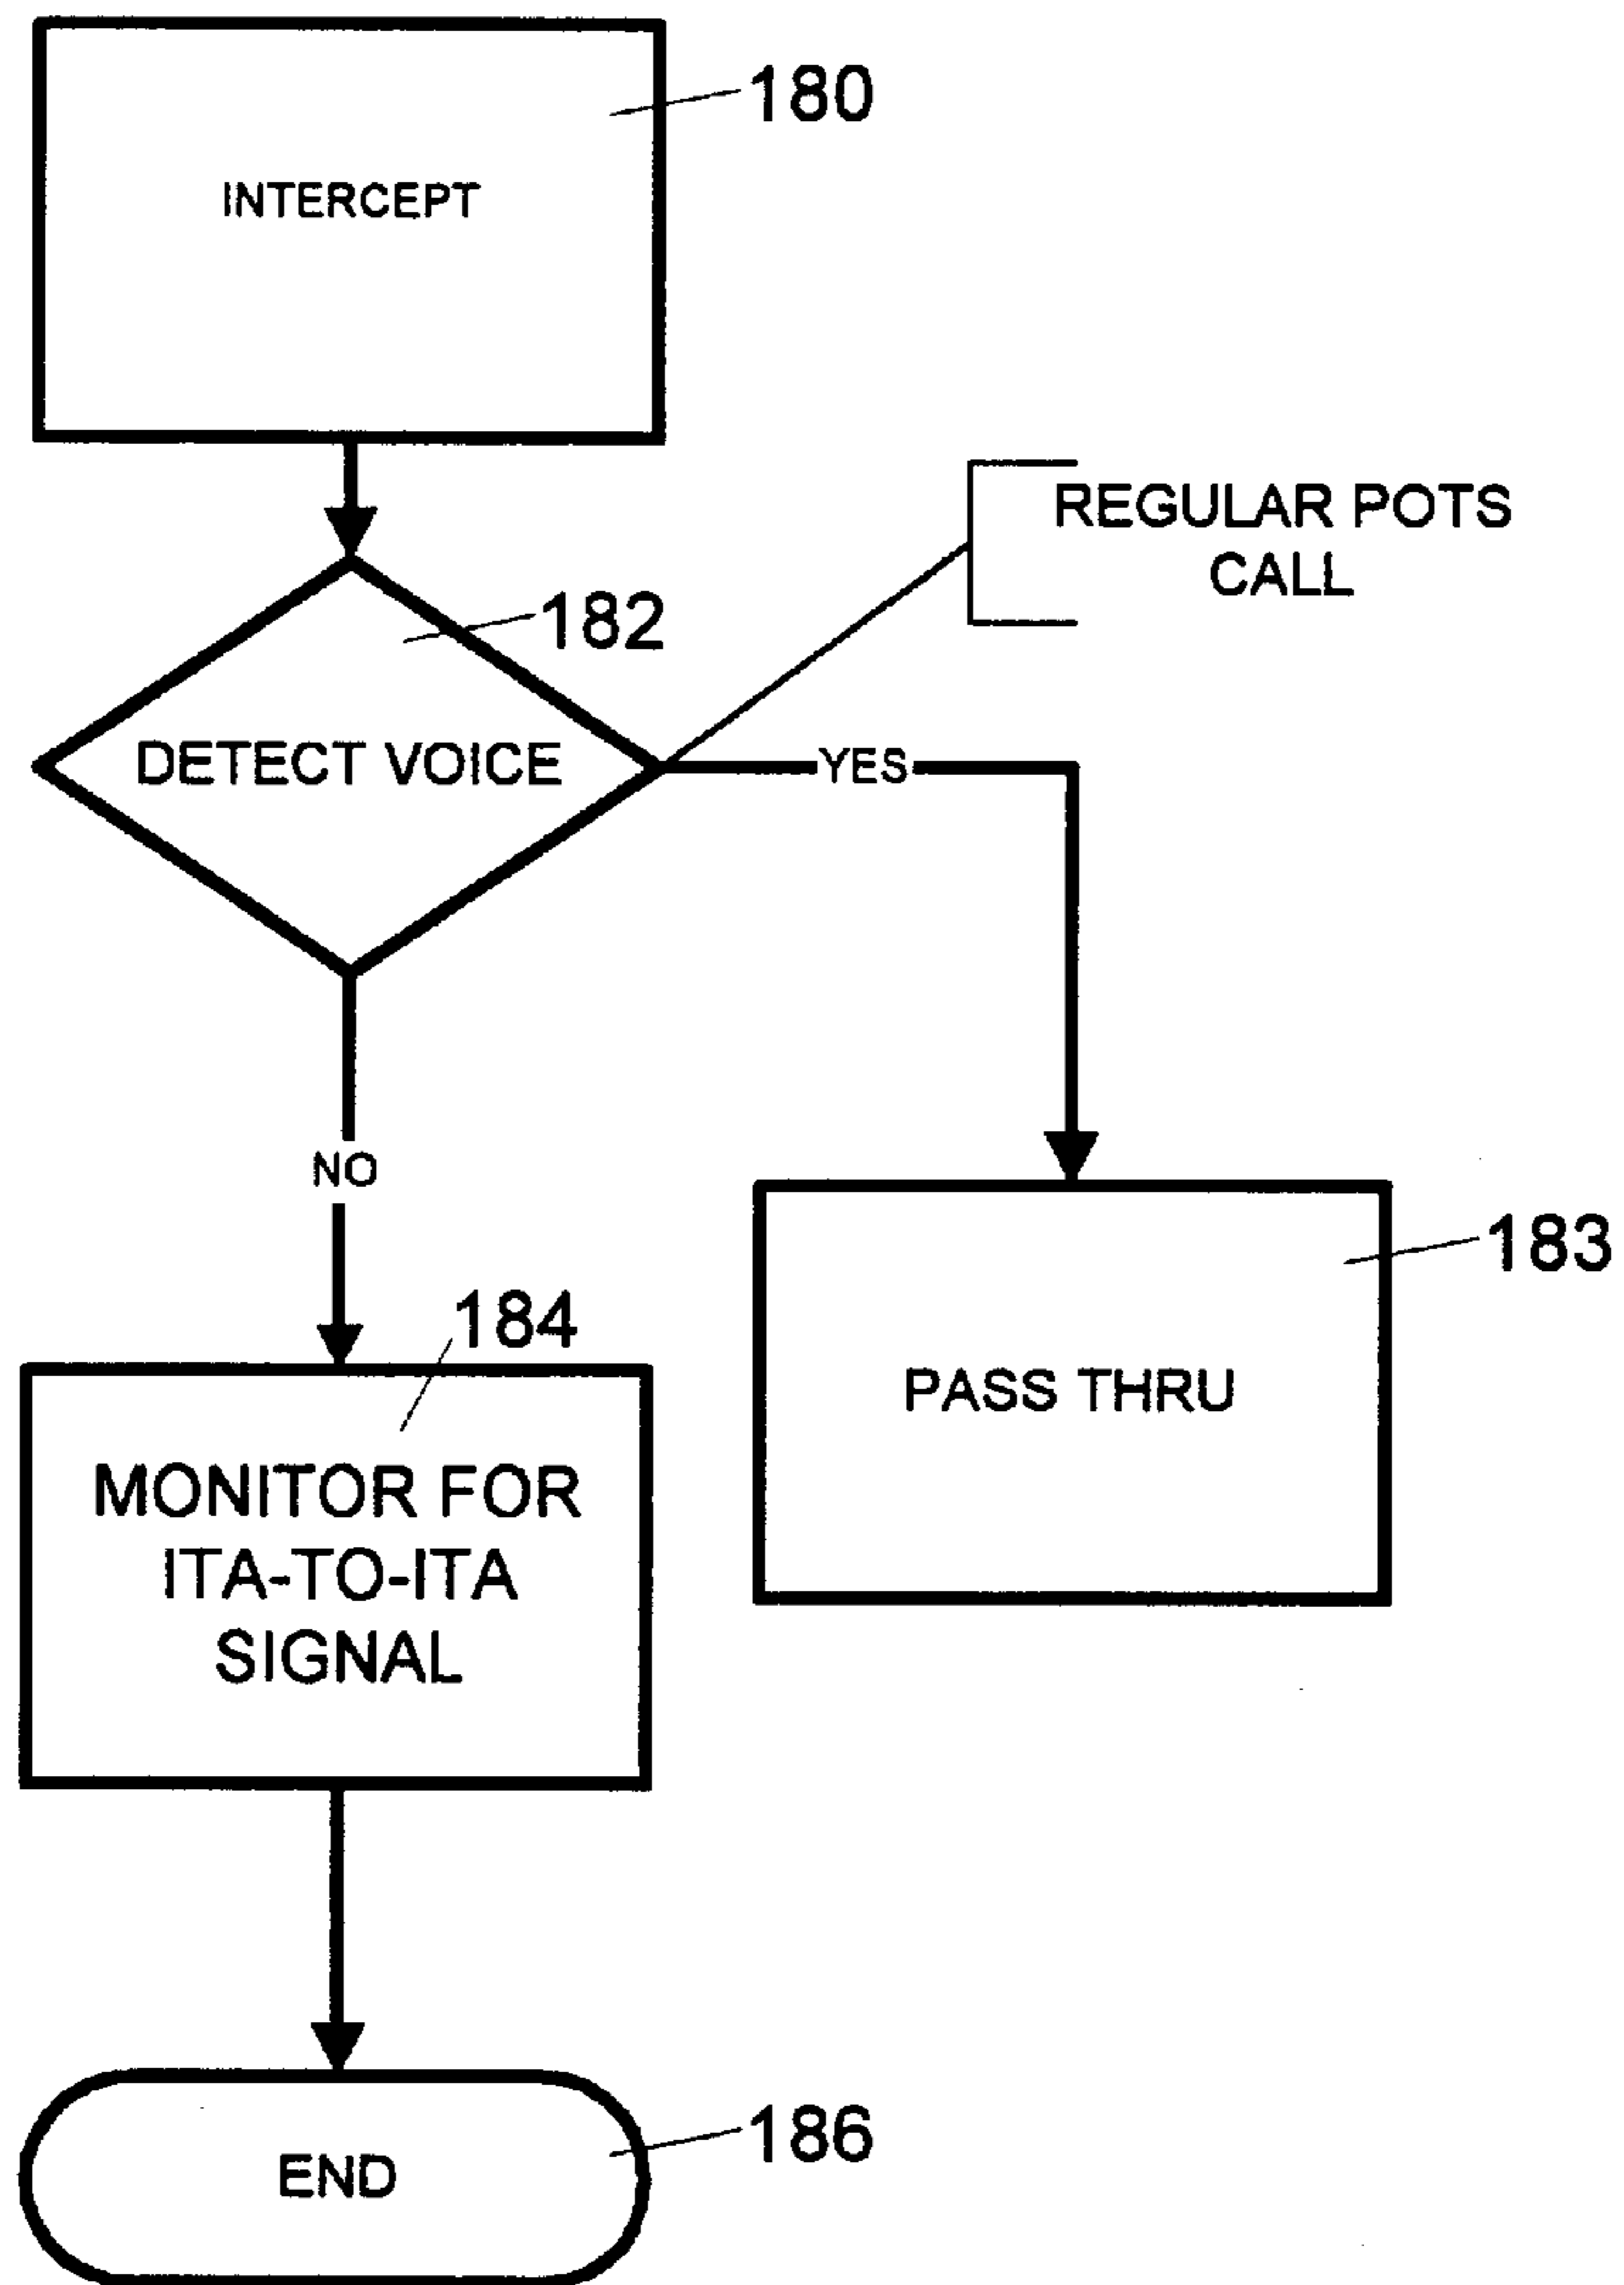 180
INTERCEPT
REGULAR POTS
CALL
182
DETECT VOICE
YES
NO
183
184
PASS THRU
MONITOR FOR
ITA-TO-ITA
SIGNAL
186
END